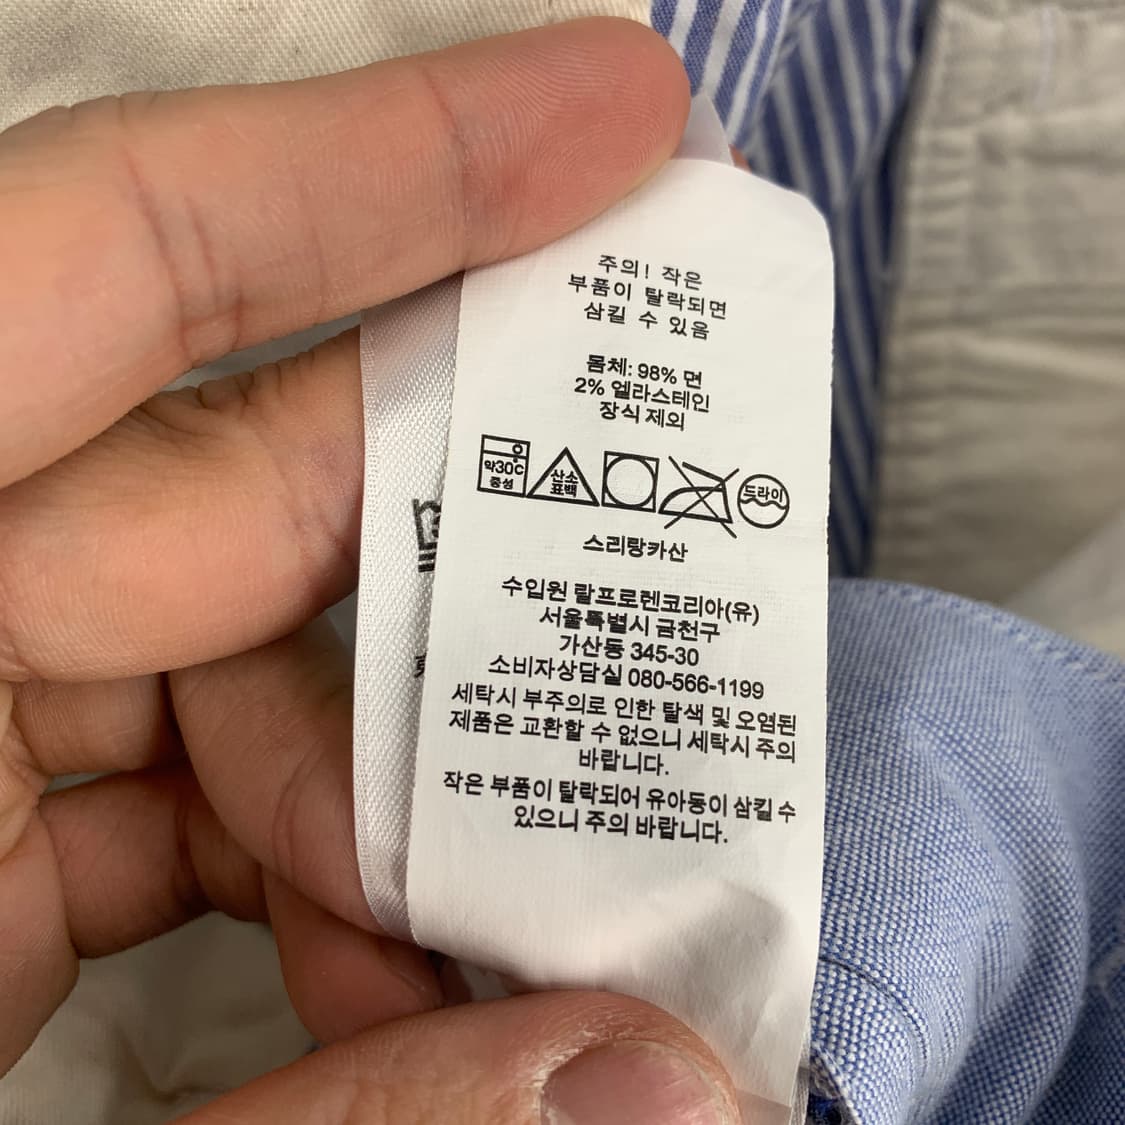 주의! 작은
부품이 탈락되면
삼킬 수 있음
몸체: 98% 면
2% 엘라스테인
장식 제외
약30℃
중성
산소
표백
드라이
스리랑카산
수입원 랄프로렌코리아(유)
서울특별시 금천구
가산동 345-30
소비자상담실 080-566-1199
세탁시 부주의로 인한 탈색 및 오염된
제품은 교환할 수 없으니 세탁시 주의
바랍니다.
작은 부품이 탈락되어 유아동이 삼킬 수
있으니 주의 바랍니다.